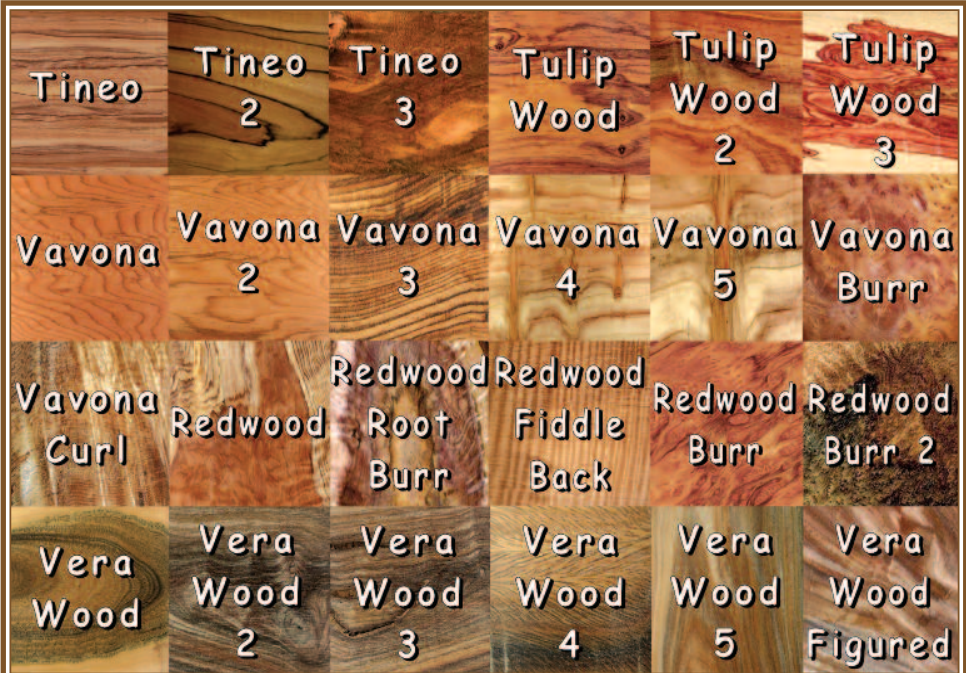 Tineo
Tineo
2
Tineo
3
Tulip
Wood
Tulip
Wood
2
Tulip
Wood
3
Vavona
Vavona
2
Vavona
3
Vavona
4
Vavona
5
Vavona
Burr
Vavona
Curl
Redwood
Redwood
Root
Burr
Redwood
Fiddle
Back
Redwood
Burr
Redwood
Burr 2
Vera
Wood
Vera
Wood
2
Vera
Wood
3
Vera
Wood
4
Vera
Wood
5
Vera
Wood
Figured